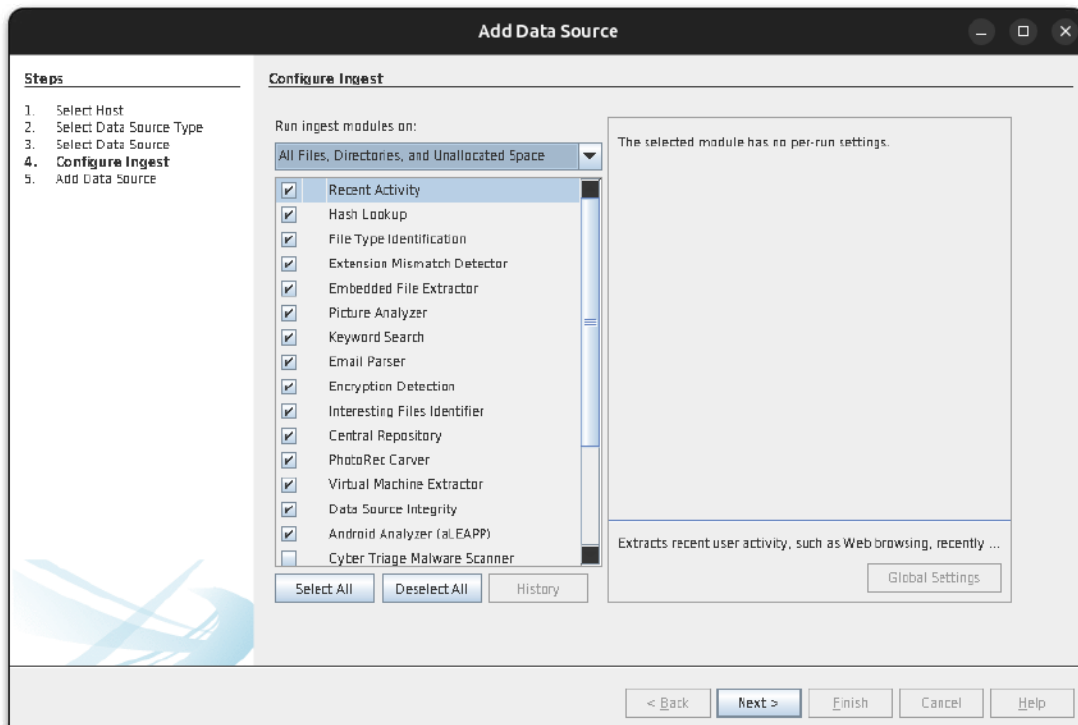 Add Data Source
Steps
1. Select Host
2. Select Data Source Type
3. Select Data Source
4. Configure Ingest
5. Add Data Source
Configure Ingest
Run ingest modules on:
All Files, Directories, and Unallocated Space
Recent Activity
Hash Lookup
File Type Identification
Extension Mismatch Detector
Embedded File Extractor
Picture Analyzer
Keyword Search
Email Parser
Encryption Detection
Interesting Files Identifier
Central Repository
PhotoRec Carver
Virtual Machine Extractor
Data Source Integrity
Android Analyzer (aLEAPP)
Cyber Triage Malware Scanner
Select All Deselect All History
The selected module has no per-run settings.
Extracts recent user activity, such as Web browsing, recently ...
Global Settings
< Back Next > Finish Cancel Help